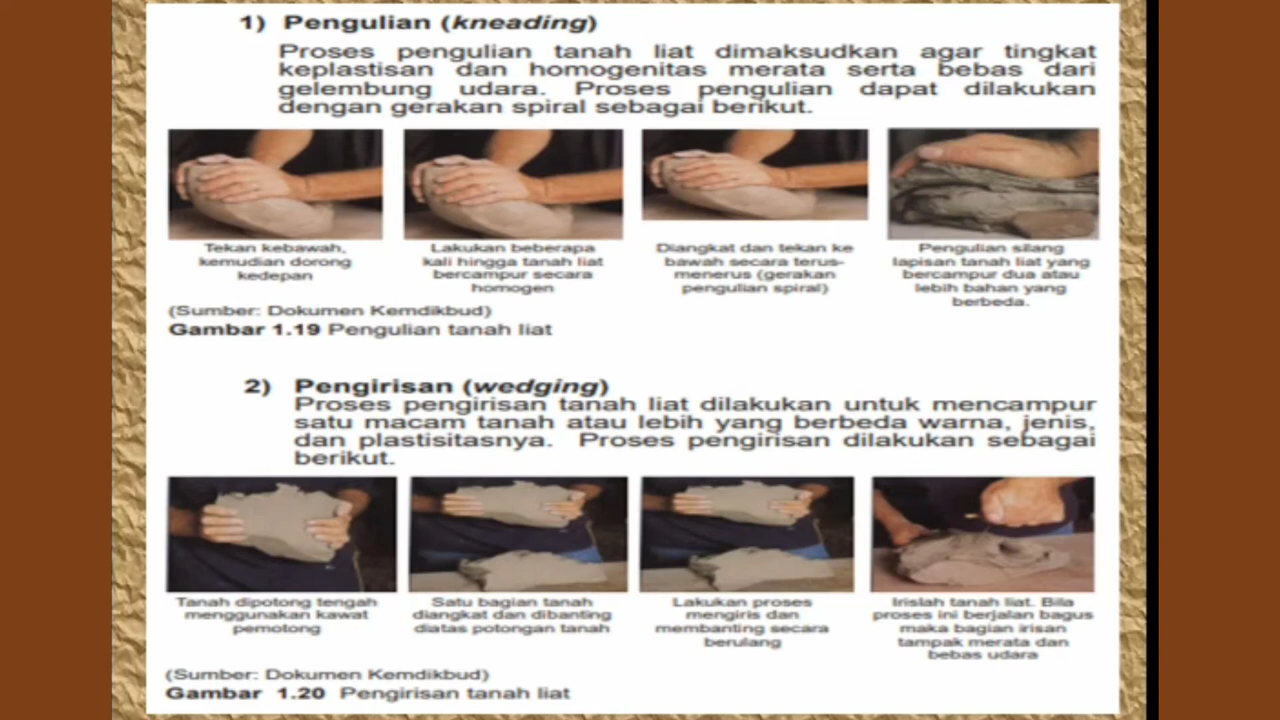 1) Pengulian (kneading)
Proses pengulian tanah liat dimaksudkan agar tingkat
keplastisan dan homogenitas merata serta bebas dari
gelembung udara. Proses pengulian dapat dilakukan
dengan gerakan spiral sebagai berikut.
Tekan kebawah,
kemudian dorong
kedepan
Lakukan beberapa
kali hingga tanah liat
bercampur secara
homogen
Diangkat dan tekan ke
bawah secara terus-
menerus (gerakan
pengulian spiral)
Pengulian silang
lapisan tanah liat yang
bercampur dua atau
lebih bahan yang
berbeda.
(Sumber: Dokumen Kemdikbud)
Gambar 1.19 Pengulian tanah liat
2) Pengirisan (wedging)
Proses pengirisan tanah liat dilakukan untuk mencampur
satu macam tanah atau lebih yang berbeda warna, jenis,
dan plastisitasnya. Proses pengirisan dilakukan sebagai
berikut.
Tanah dipotong tengah
menggunakan kawat
pemotong
Satu bagian tanah
diangkat dan dibanting
diatas potongan tanah
Lakukan proses
mengiris dan
membanting secara
berulang
Irislah tanah liat. Bila
proses ini berjalan bagus
maka bagian irisan
tampak merata dan
bebas udara
(Sumber: Dokumen Kemdikbud)
Gambar 1.20 Pengirisan tanah liat